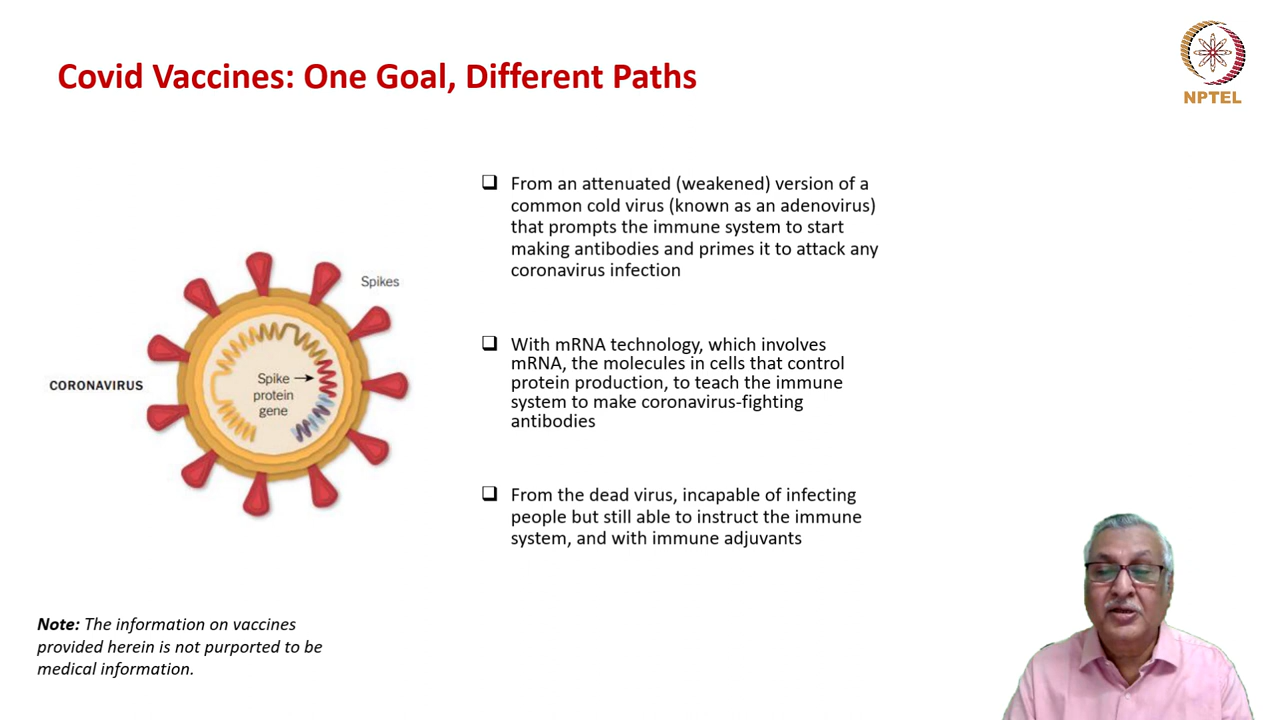 Covid Vaccines: One Goal, Different Paths
NPTEL
❑ From an attenuated (weakened) version of a
common cold virus (known as an adenovirus)
that prompts the immune system to start
making antibodies and primes it to attack any
coronavirus infection
Spikes
CORONAVIRUS
Spike
protein
gene
❑ With mRNA technology, which involves
mRNA, the molecules in cells that control
protein production, to teach the immune
system to make coronavirus-fighting
antibodies
❑ From the dead virus, incapable of infecting
people but still able to instruct the immune
system, and with immune adjuvants
Note: The information on vaccines
provided herein is not purported to be
medical information.